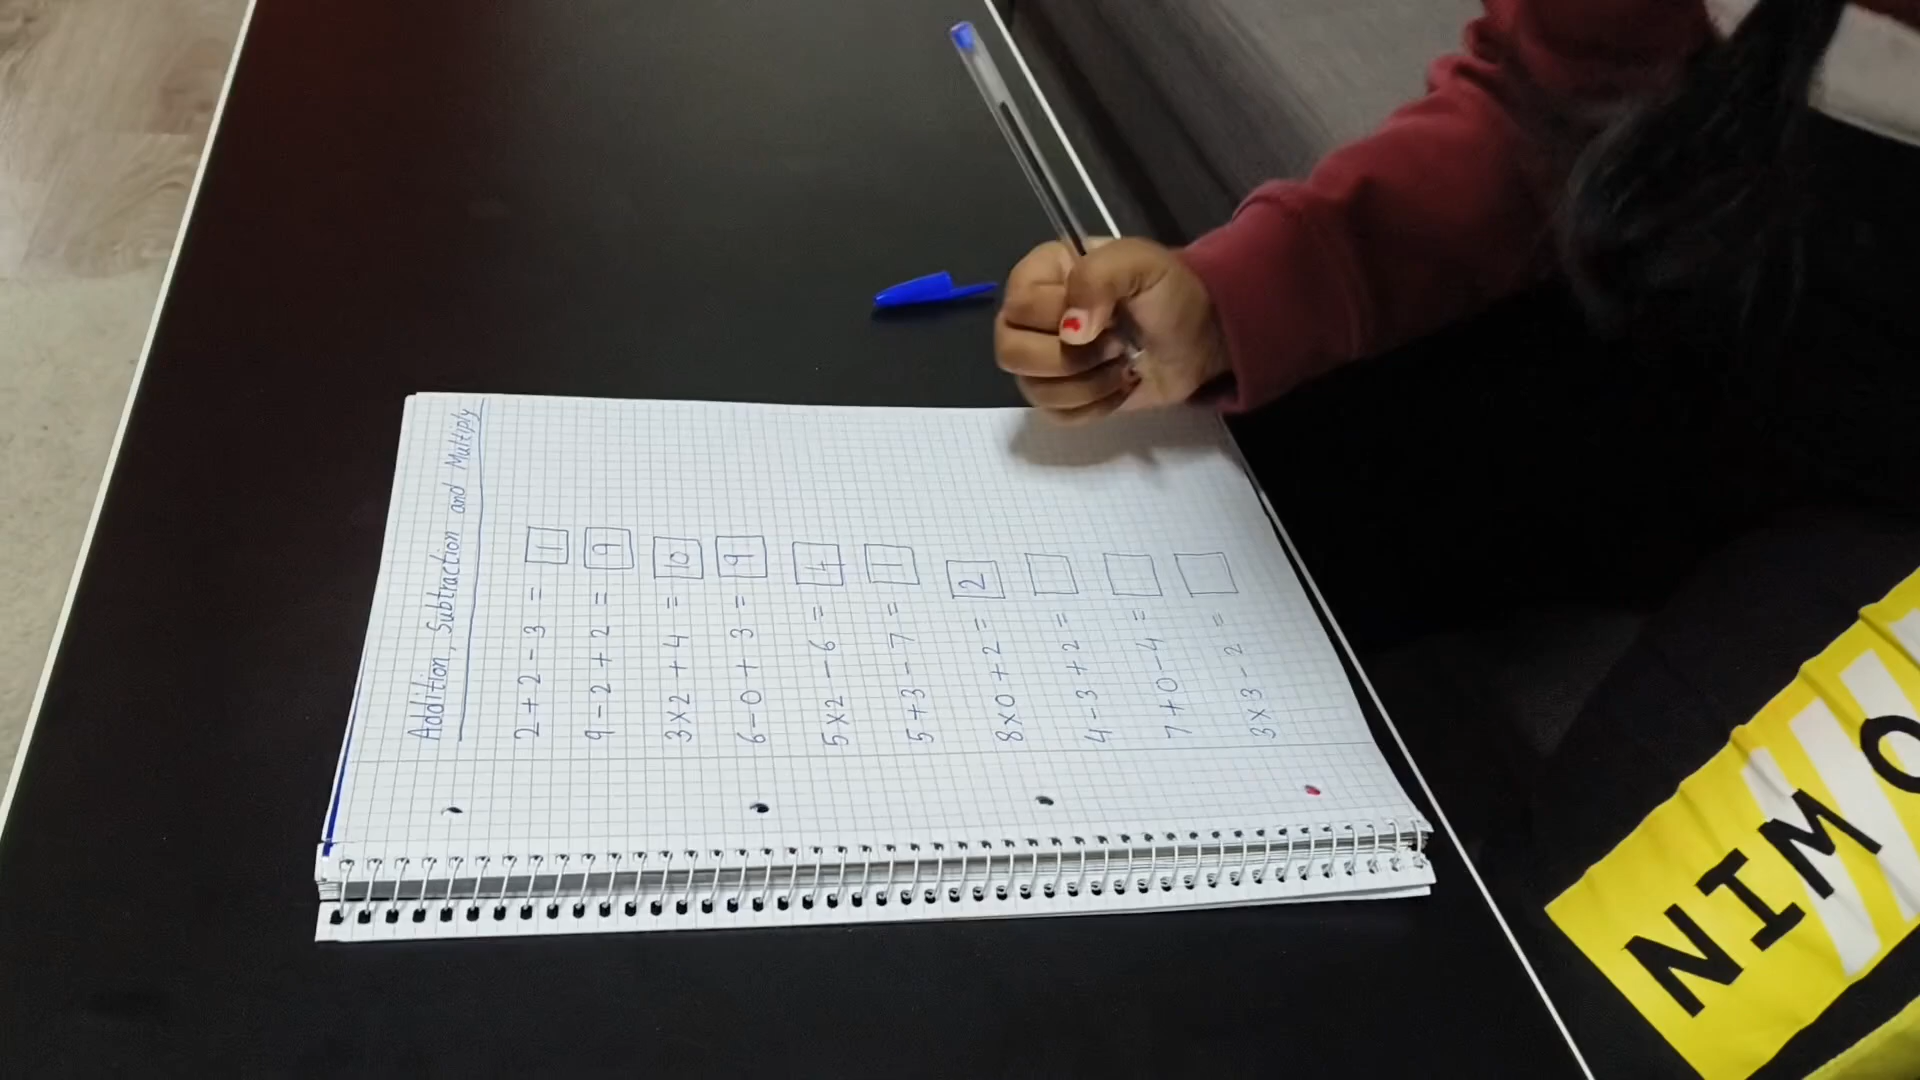 Addition, Subtraction and Multiply
2 + 2 - 3 = 1
9 - 2 + 2 = 9
3 x 2 + 4 = 10
6 - 0 + 3 = 9
5 x 2 - 6 = 4
5 + 3 - 7 = 1
8 x 0 + 2 = 2
4 - 3 + 2 =
7 + 0 - 4 =
3 x 3 - 2 =
NIMO